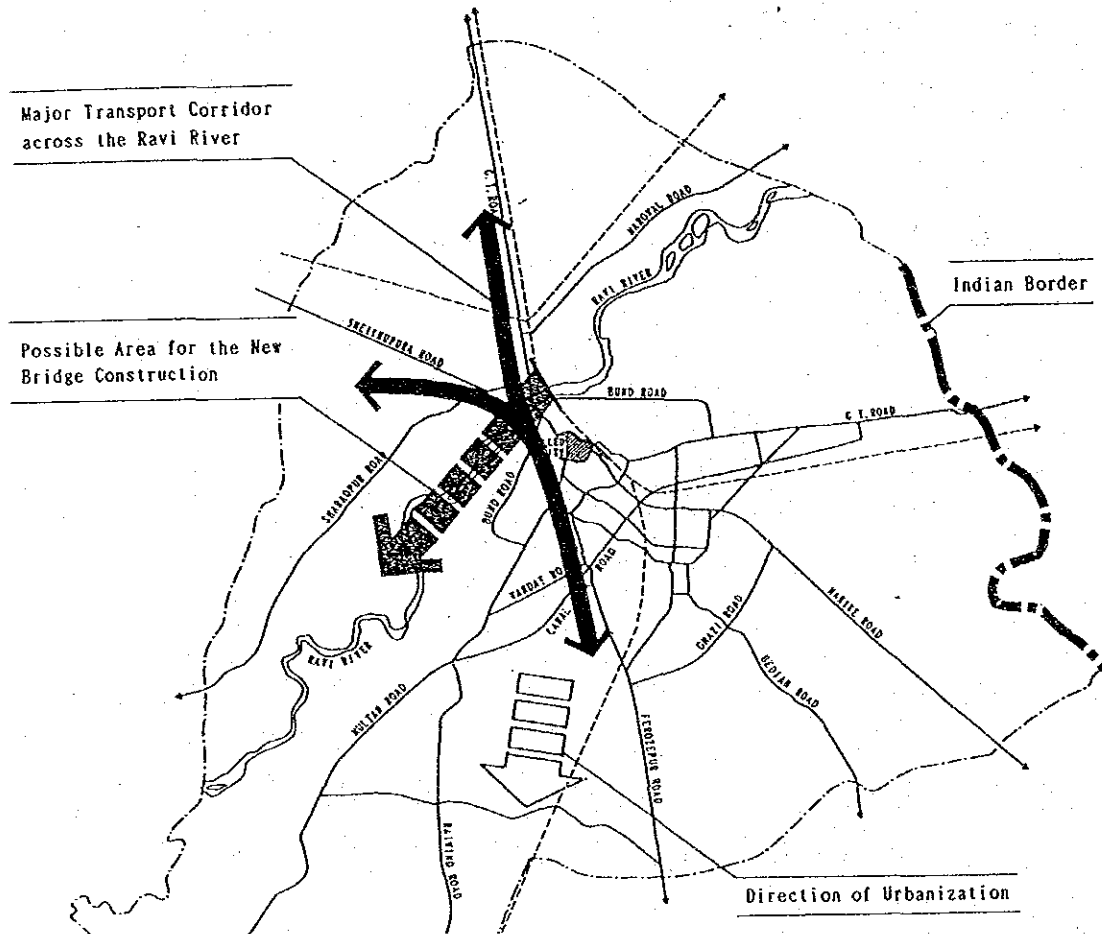 Major Transport Corridor
across the Ravi River
G.T. ROAD
NAROWAL ROAD
RAVI RIVER
Indian Border
Possible Area for the New
Bridge Construction
SHEIKHUPURA ROAD
BUND ROAD
G.T. ROAD
SHARAQPUR ROAD
BUND ROAD
ROAD
CANAL
GHAZI ROAD
BARKEE ROAD
BEDIAN ROAD
RAVI RIVER
MULTAN ROAD
FEROZEPUR ROAD
RAIWIND ROAD
Direction of Urbanization